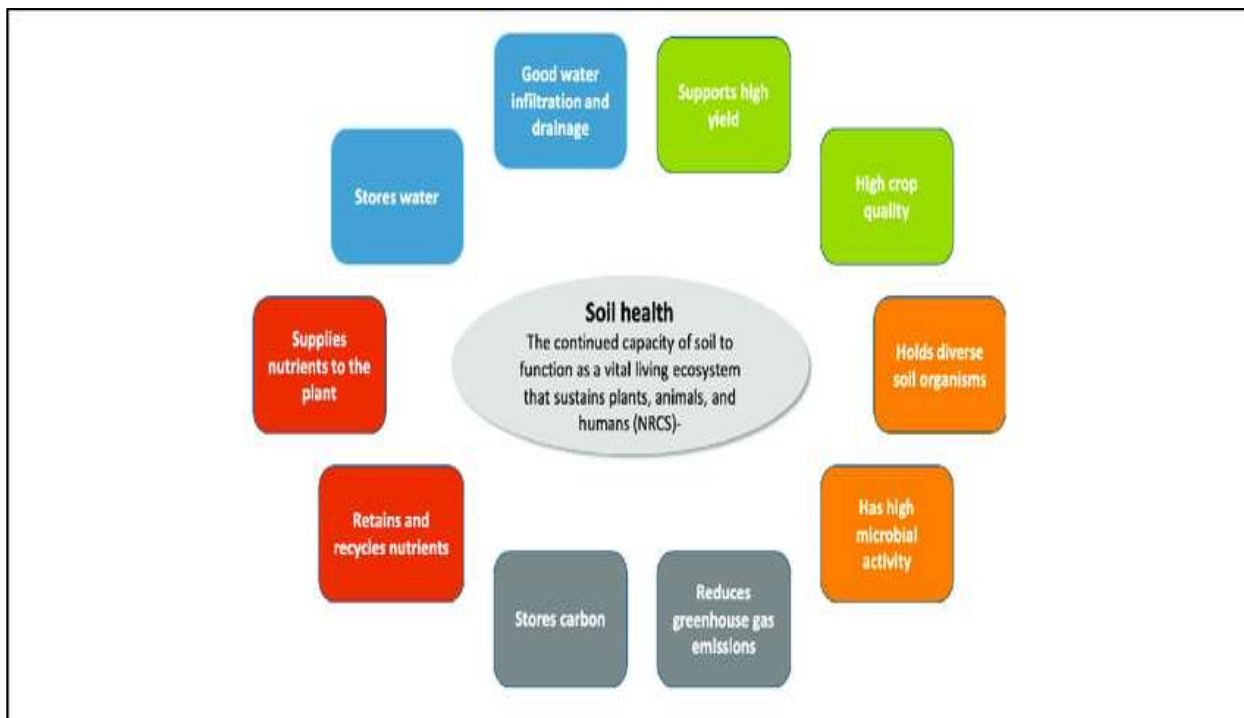 Good water
infiltration and
drainage
Supports high
yield
Stores water
High crop
quality
Soil health
The continued capacity of soil to
function as a vital living ecosystem
that sustains plants, animals, and
humans (NRCS)-
Supplies
nutrients to the
plant
Holds diverse
soil organisms
Retains and
recycles nutrients
Has high
microbial
activity
Stores carbon
Reduces
greenhouse gas
emissions